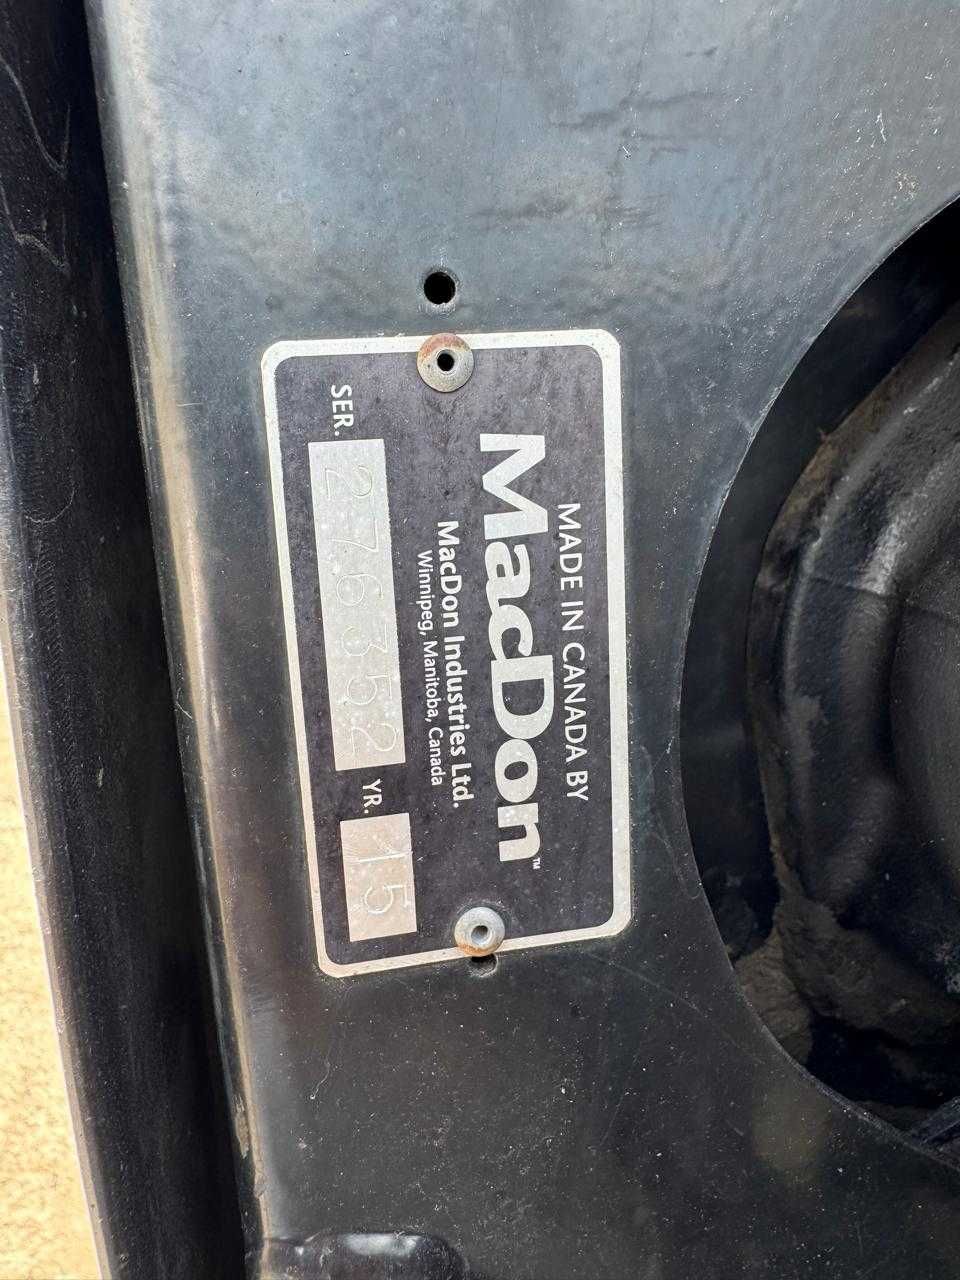 MADE IN CANADA BY
MacDon™
MacDon Industries Ltd.
Winnipeg, Manitoba, Canada
SER. 276352 YR. 15